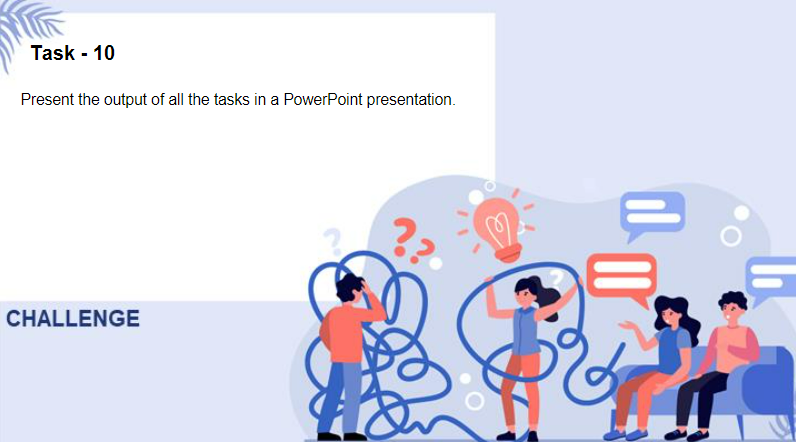 Task - 10
Present the output of all the tasks in a PowerPoint presentation.
CHALLENGE